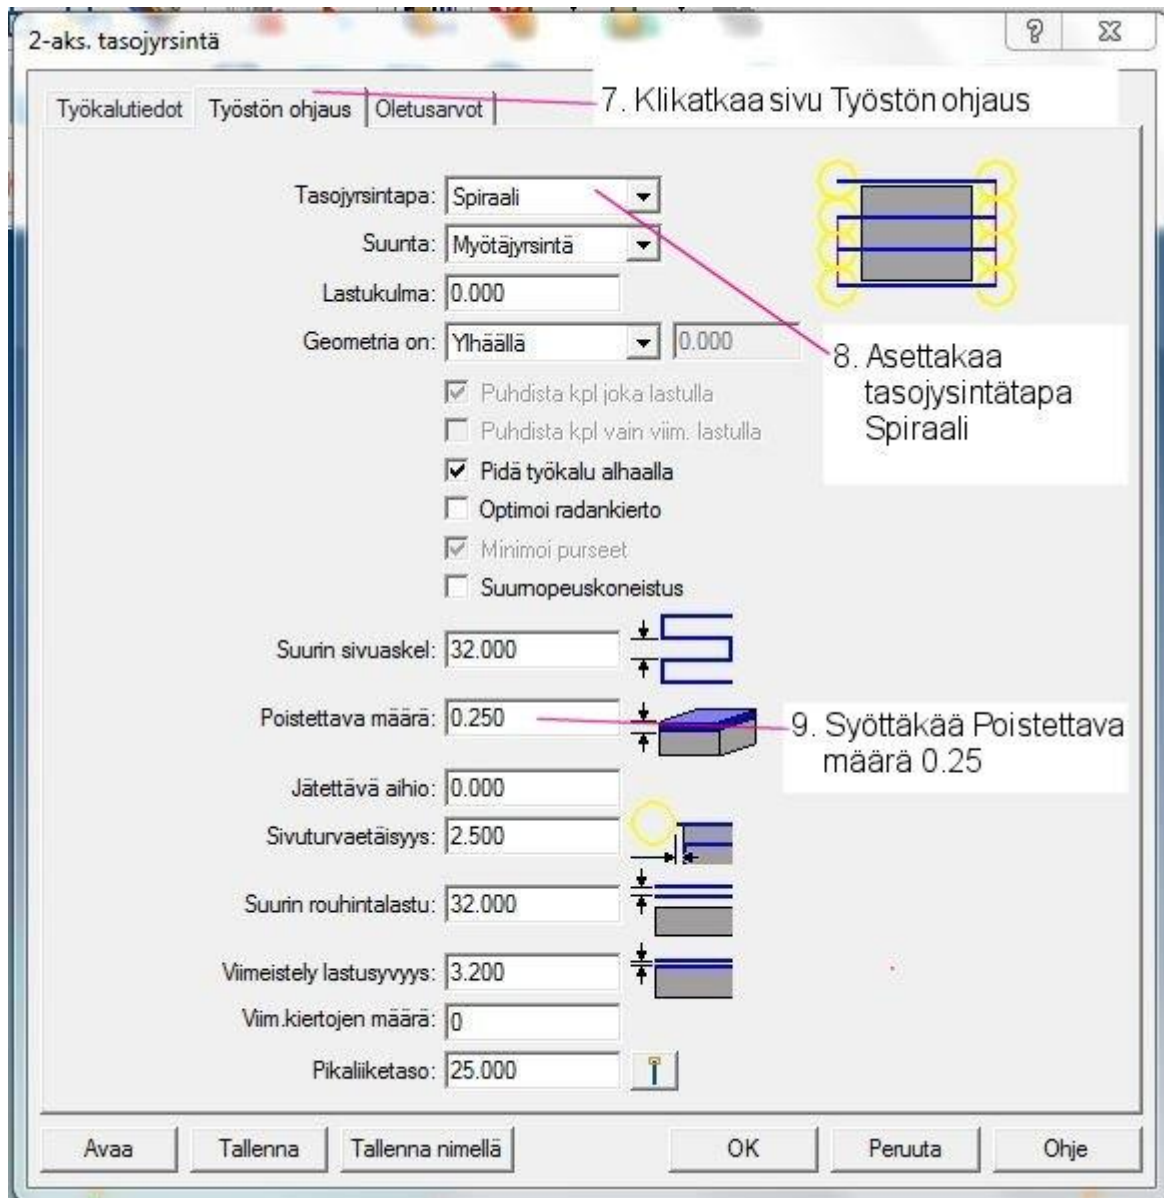 2-aks. tasojyrsintä
Työkalutiedot Työstön ohjaus Oletusarvot
7. Klikatkaa sivu Työstön ohjaus
Tasojyrsintapa: Spiraali
Suunta: Myötäjyrsintä
Lastukulma: 0.000
Geometria on: Ylhäällä 0.000
8. Asettakaa
tasojysintätapa
Spiraali
Puhdista kpl joka lastulla
Puhdista kpl vain viim. lastulla
Pidä työkalu alhaalla
Optimoi radankierto
Minimoi purseet
Suurnopeuskoneistus
Suurin sivuaskel: 32.000
Poistettava määrä: 0.250
9. Syöttäkää Poistettava
määrä 0.25
Jätettävä aihio: 0.000
Sivuturvaetäisyys: 2.500
Suurin rouhintalastu: 32.000
Viimeistely lastusyvyys: 3.200
Viim.kiertojen määrä: 0
Pikaliiketaso: 25.000
Avaa Tallenna Tallenna nimellä OK Peruuta Ohje